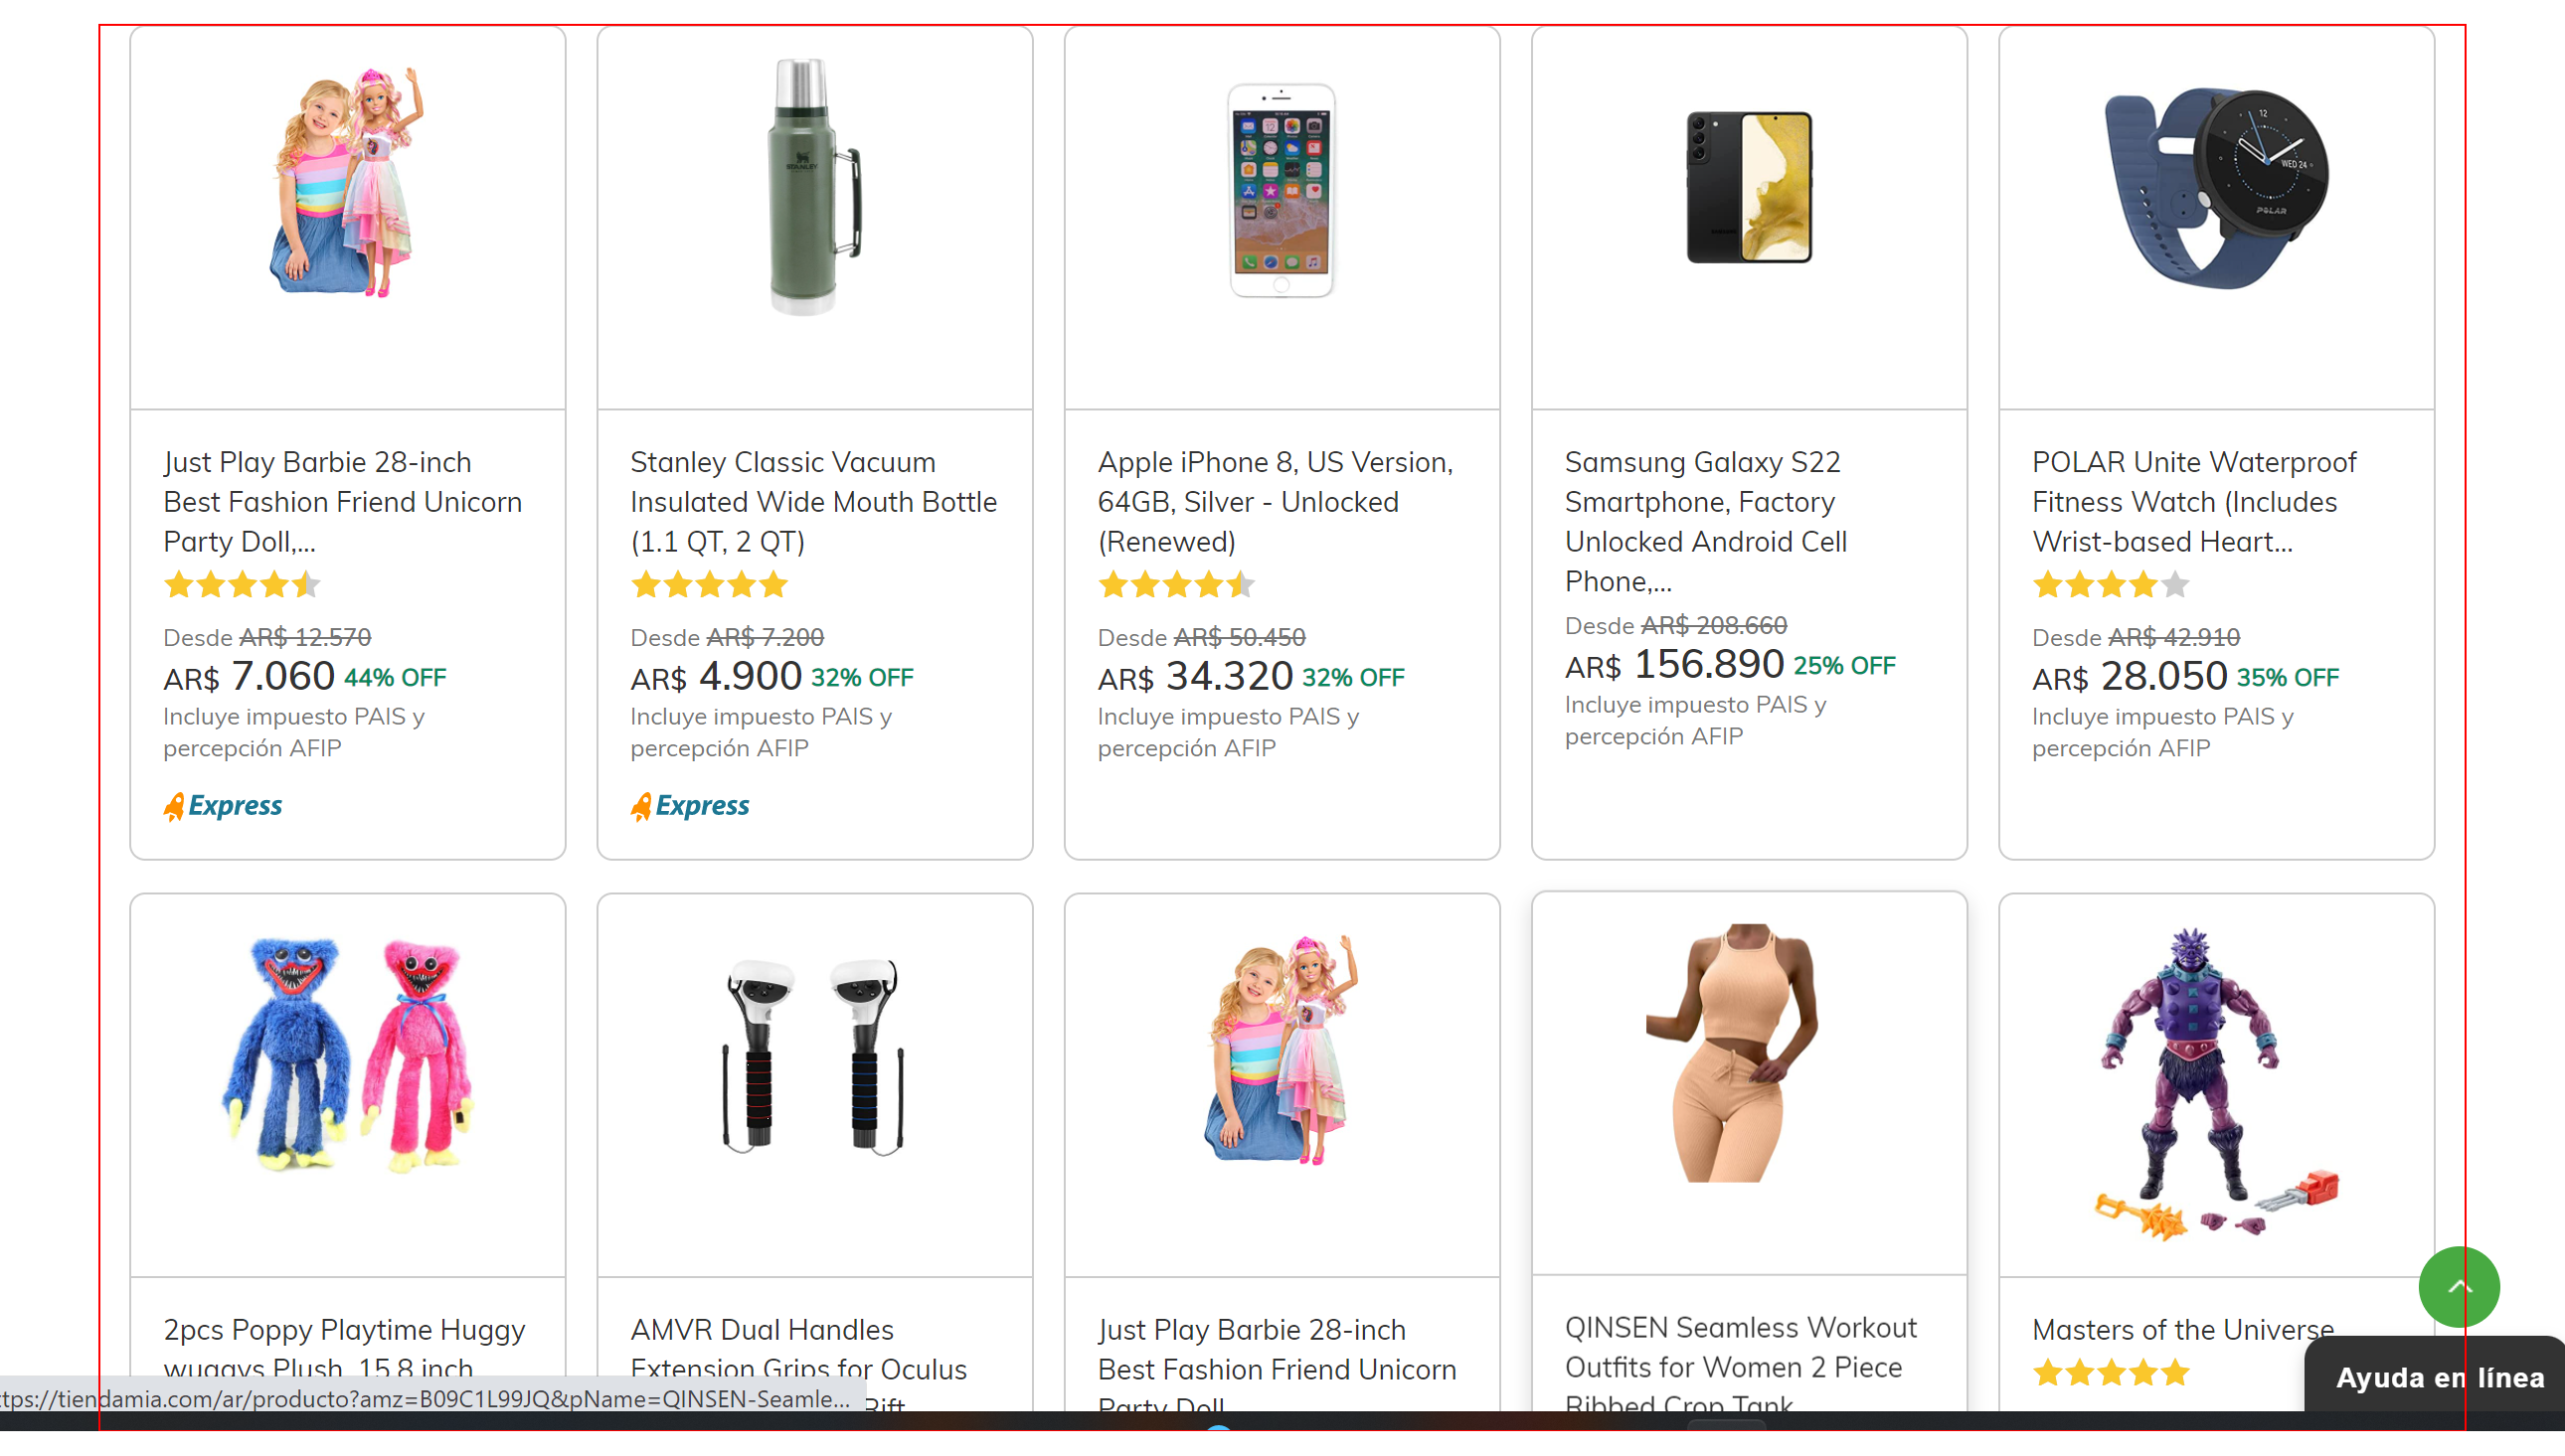 STANLEY
12
WED 24
POLAR
Just Play Barbie 28-inch
Best Fashion Friend Unicorn
Party Doll,...
Desde AR$ 12.570
AR$ 7.060 44% OFF
Incluye impuesto PAIS y
percepción AFIP
Express
Stanley Classic Vacuum
Insulated Wide Mouth Bottle
(1.1 QT, 2 QT)
Desde AR$ 7.200
AR$ 4.900 32% OFF
Incluye impuesto PAIS y
percepción AFIP
Express
Apple iPhone 8, US Version,
64GB, Silver - Unlocked
(Renewed)
Desde AR$ 50.450
AR$ 34.320 32% OFF
Incluye impuesto PAIS y
percepción AFIP
Samsung Galaxy S22
Smartphone, Factory
Unlocked Android Cell
Phone,...
Desde AR$ 208.660
AR$ 156.890 25% OFF
Incluye impuesto PAIS y
percepción AFIP
POLAR Unite Waterproof
Fitness Watch (Includes
Wrist-based Heart...
Desde AR$ 42.910
AR$ 28.050 35% OFF
Incluye impuesto PAIS y
percepción AFIP
2pcs Poppy Playtime Huggy
wuggys Plush, 15.8 inch
AMVR Dual Handles
Extension Grips for Oculus
Rift
Just Play Barbie 28-inch
Best Fashion Friend Unicorn
Party Doll
QINSEN Seamless Workout
Outfits for Women 2 Piece
Ribbed Crop Tank
Masters of the Universe
ttps://tiendamia.com/ar/producto?amz=B09C1L99JQ&pName=QINSEN-Seamle...
Ayuda en línea